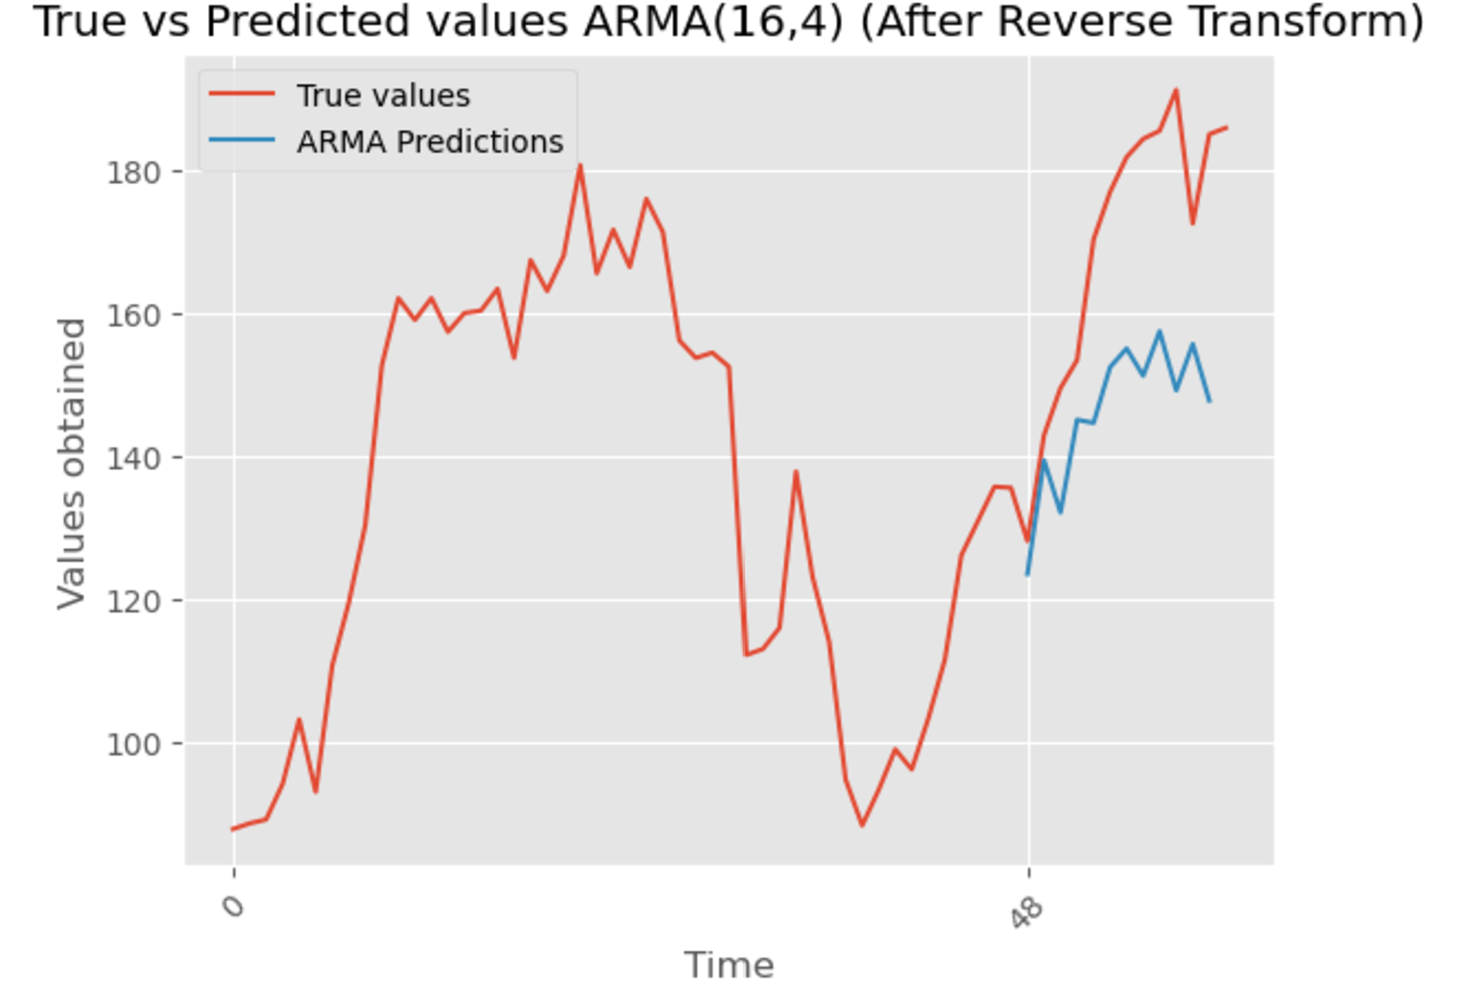 True vs Predicted values ARMA(16,4) (After Reverse Transform)
True values
ARMA Predictions
Values obtained
180
160
140
120
100
0
48
Time